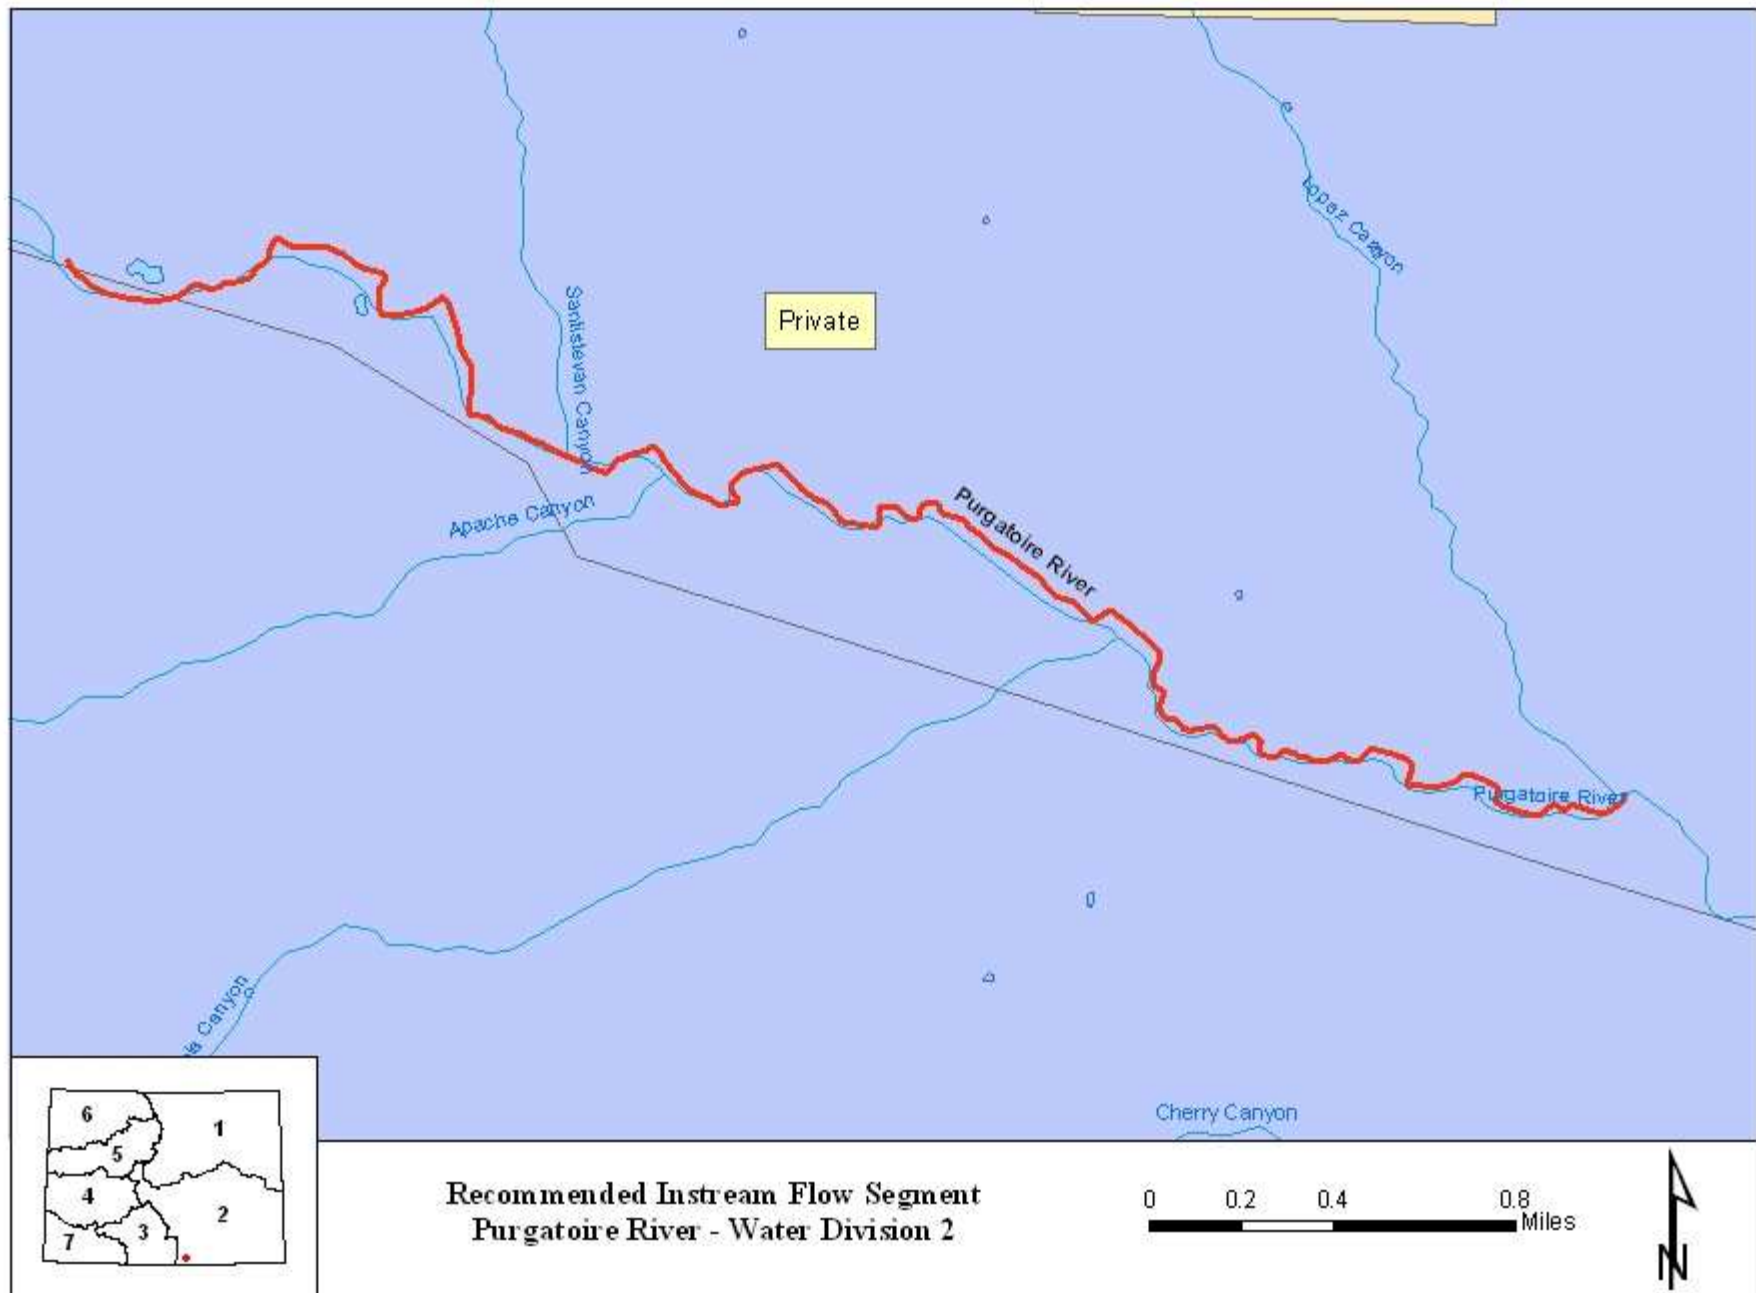 Lopaz Canyon
Santistevan Canyon
Private
Apache Canyon
Purgatoire River
Purgatoire River
Canyon
Cherry Canyon
6
1
5
4
2
3
7
Recommended Instream Flow Segment
Purgatoire River - Water Division 2
0 0.2 0.4 0.8
Miles
N